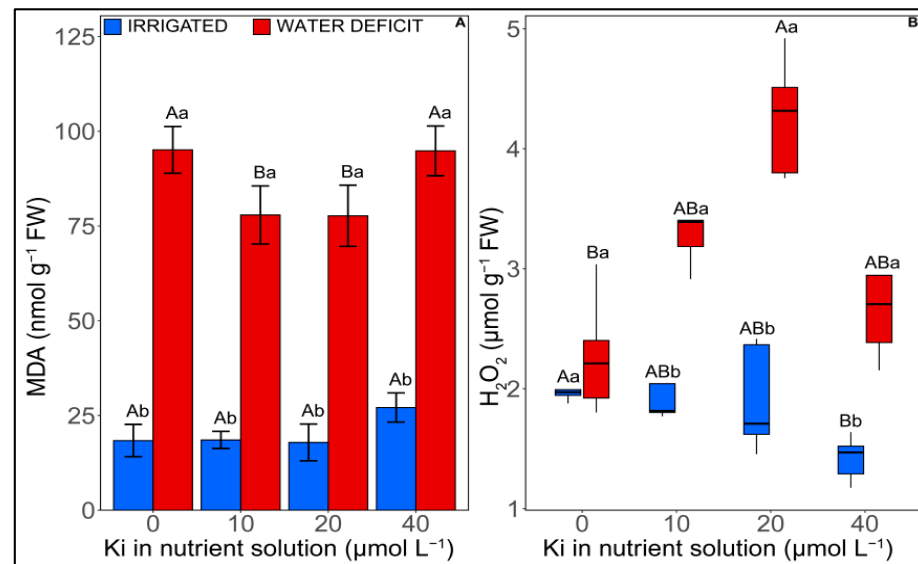 IRRIGATED WATER DEFICIT A
MDA (nmol g⁻¹ FW)
125
100
75
50
25
0
Aa
Ba
Ba
Aa
Ab
Ab
Ab
Ab
0 10 20 40
Ki in nutrient solution (µmol L⁻¹)
B
H₂O₂ (µmol g⁻¹ FW)
5
4
3
2
1
Aa
ABa
Ba
ABa
ABb
Aa
ABb
Bb
0 10 20 40
Ki in nutrient solution (µmol L⁻¹)